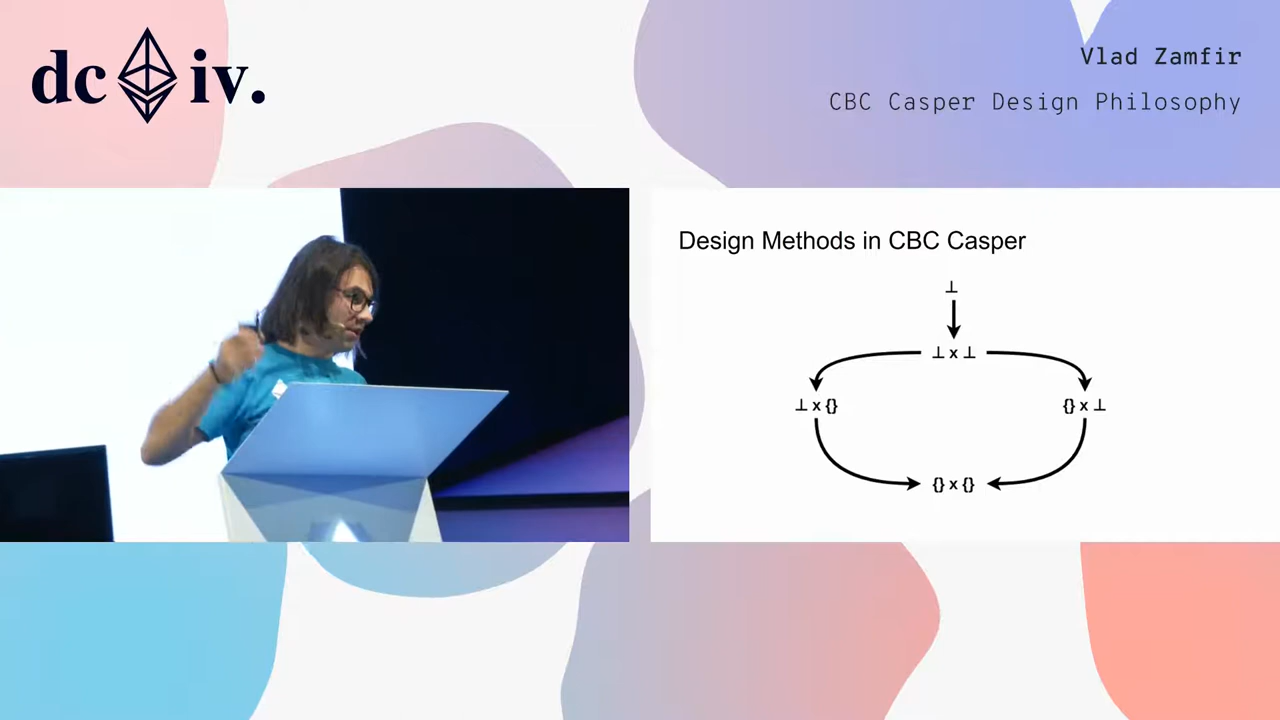 dc iv.
Vlad Zamfir
CBC Casper Design Philosophy
Design Methods in CBC Casper
⊥
⊥ x ⊥
⊥ x {} {} x ⊥
{} x {}